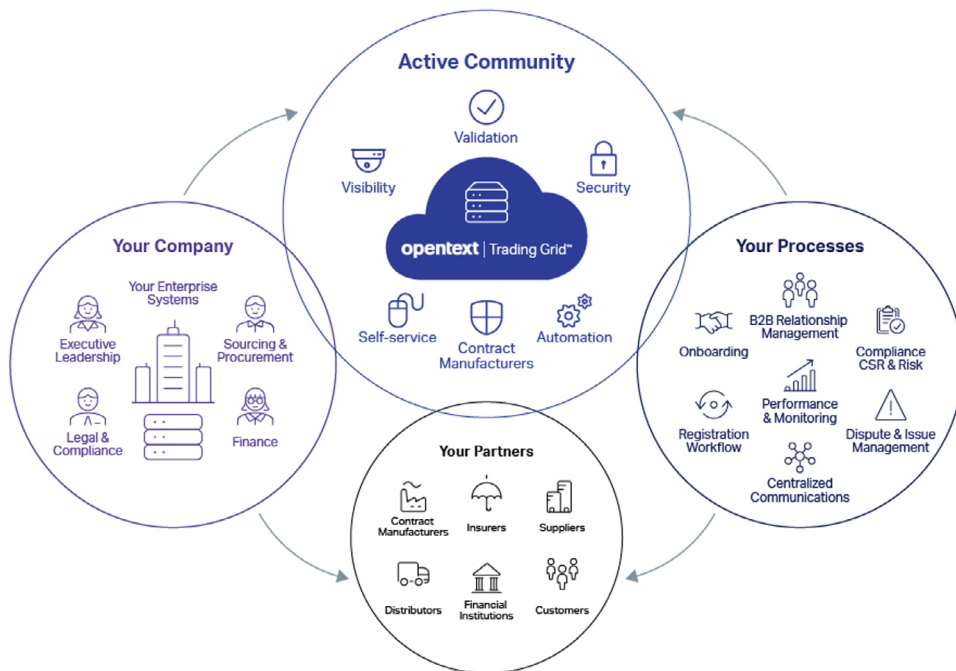 Active Community
Validation
Visibility
Security
opentext | Trading Grid™
Self-service
Contract
Manufacturers
Automation
Your Company
Your Enterprise
Systems
Executive
Leadership
Sourcing &
Procurement
Legal &
Compliance
Finance
Your Processes
B2B Relationship
Management
Onboarding
Compliance
CSR & Risk
Performance
& Monitoring
Registration
Workflow
Dispute & Issue
Management
Centralized
Communications
Your Partners
Contract
Manufacturers
Insurers
Suppliers
Distributors
Financial
Institutions
Customers